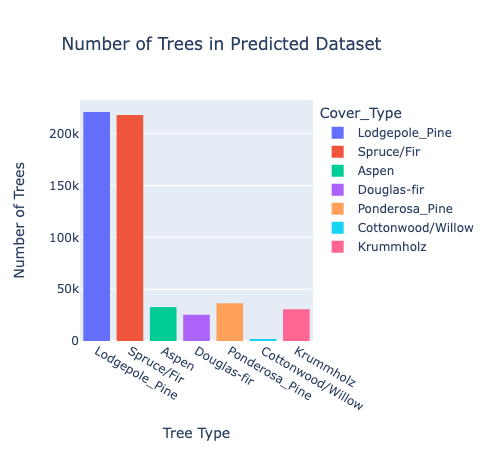 Number of Trees in Predicted Dataset
Cover_Type
Lodgepole_Pine
Spruce/Fir
Aspen
Douglas-fir
Ponderosa_Pine
Cottonwood/Willow
Krummholz
Number of Trees
200k
150k
100k
50k
0
Lodgepole_Pine
Spruce/Fir
Aspen
Douglas-fir
Ponderosa_Pine
Cottonwood/Willow
Krummholz
Tree Type